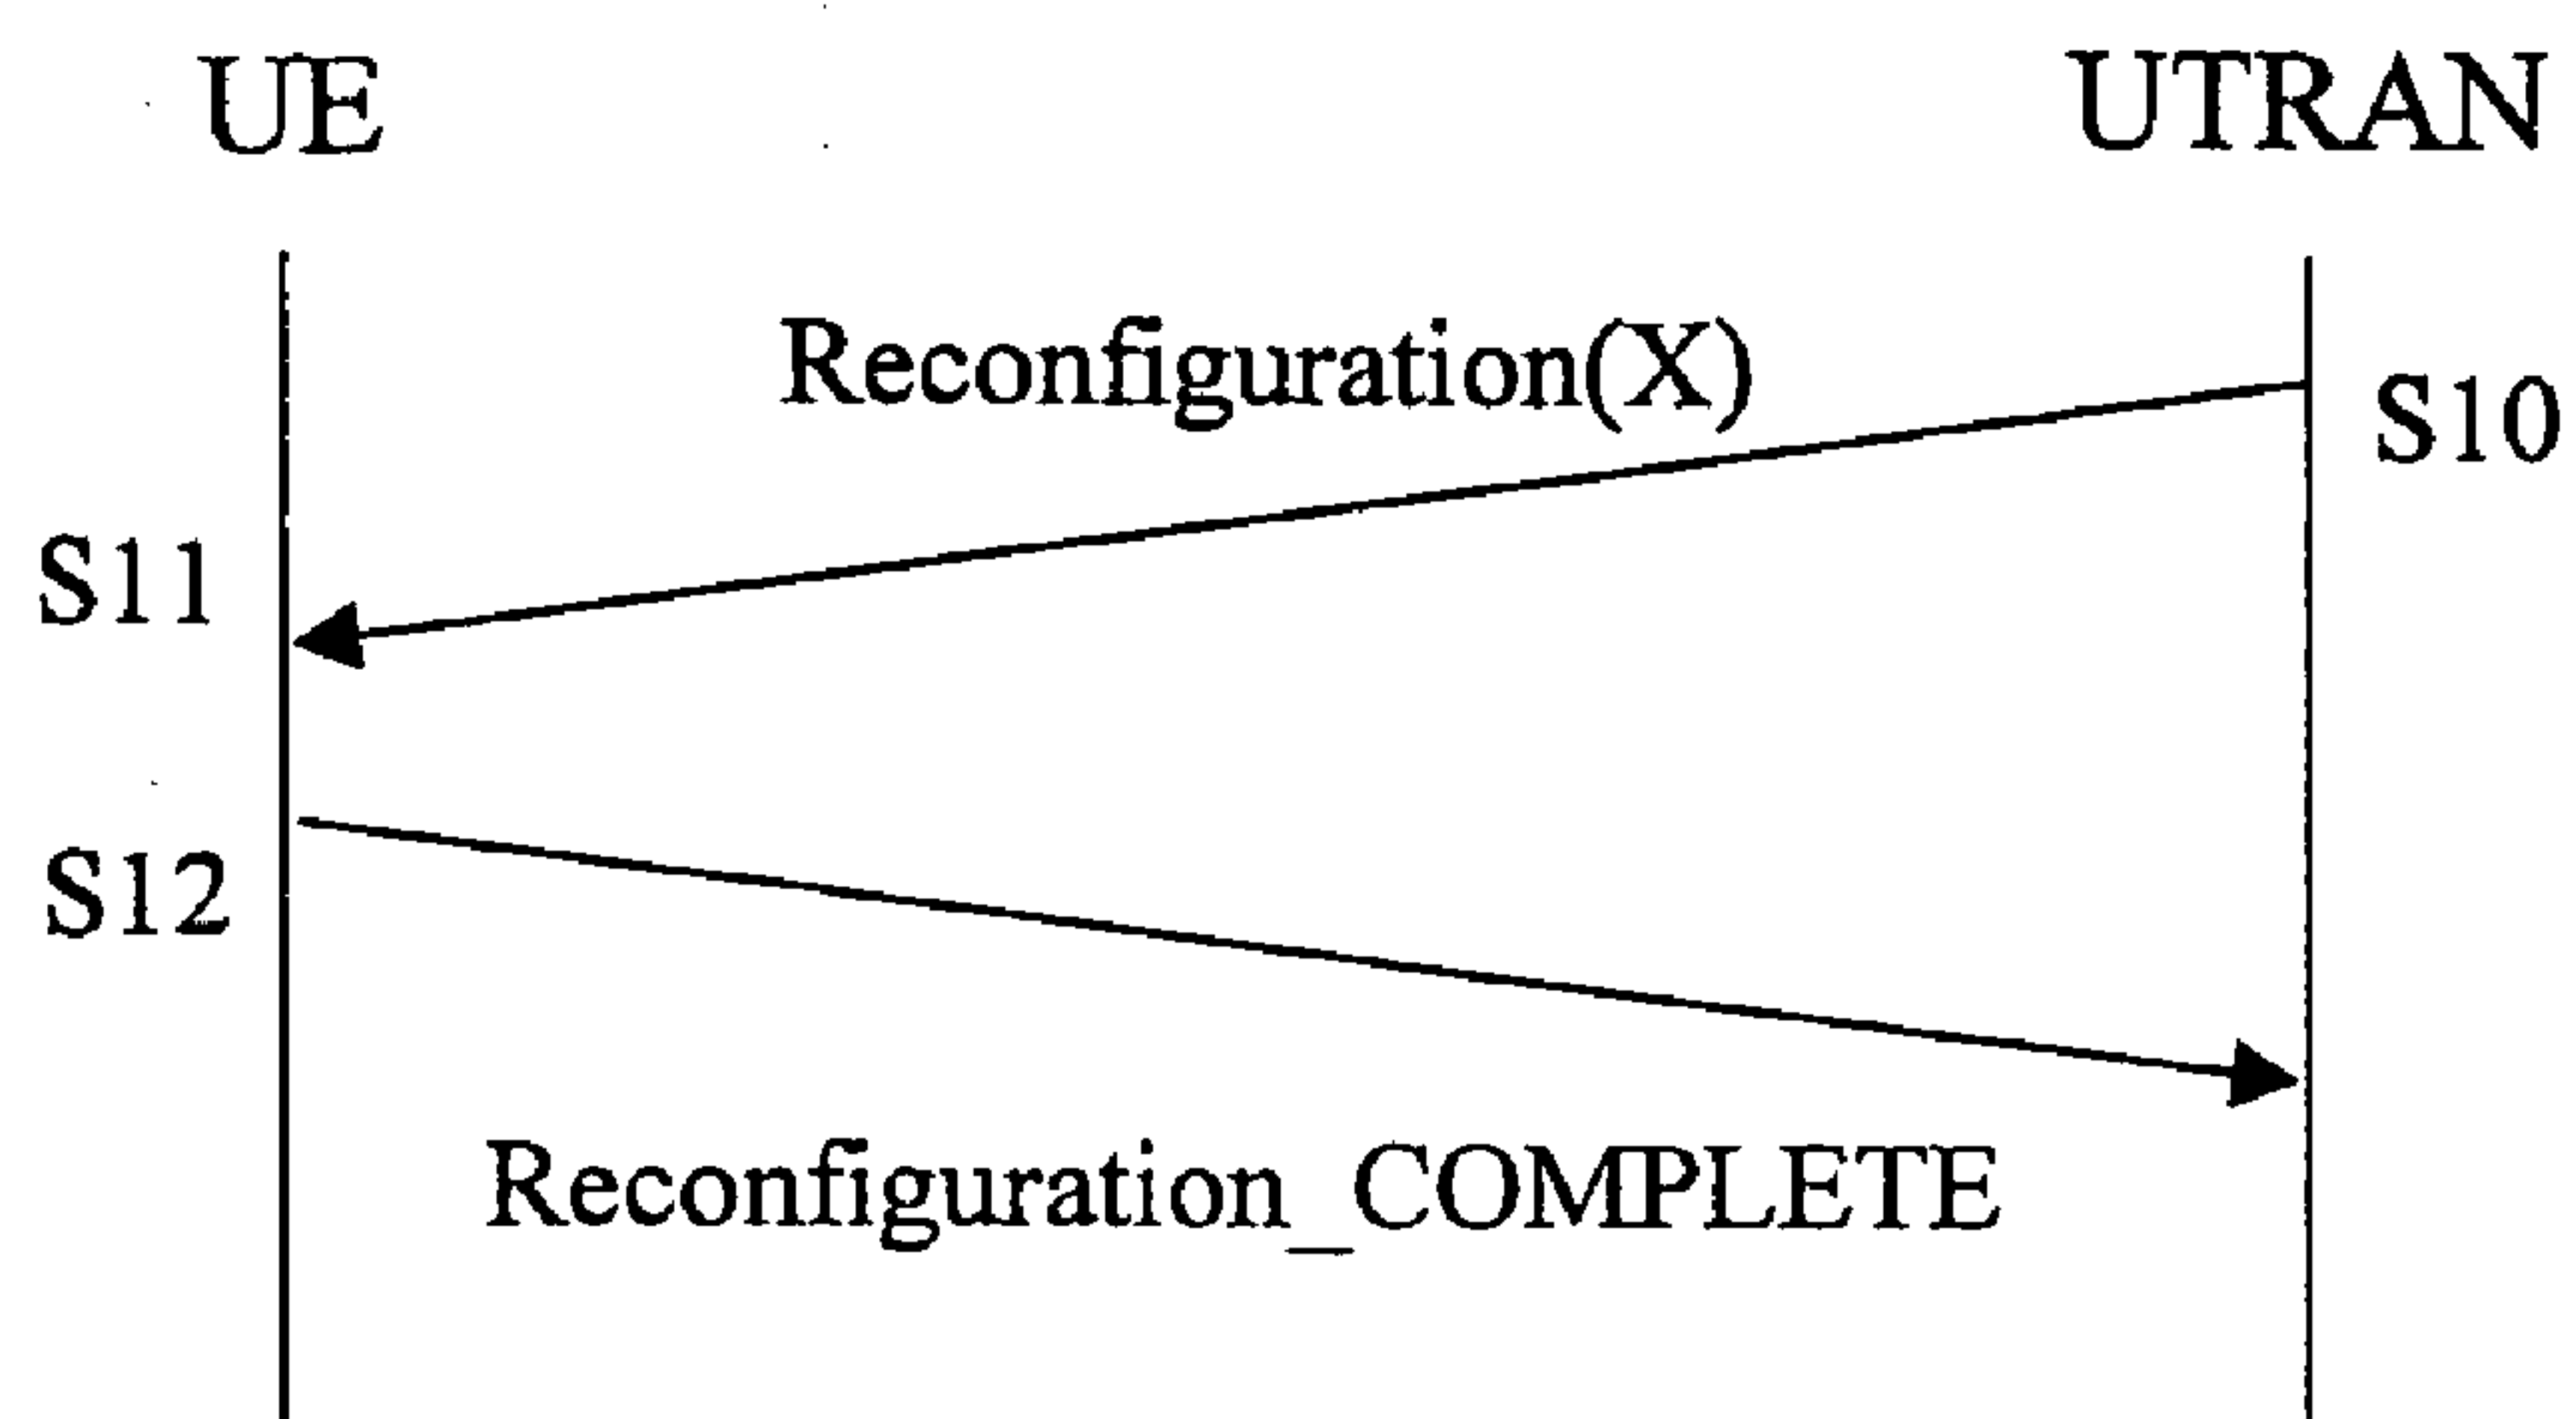 UE UTRAN
Reconfiguration(X)
S10
S11
S12
Reconfiguration_COMPLETE